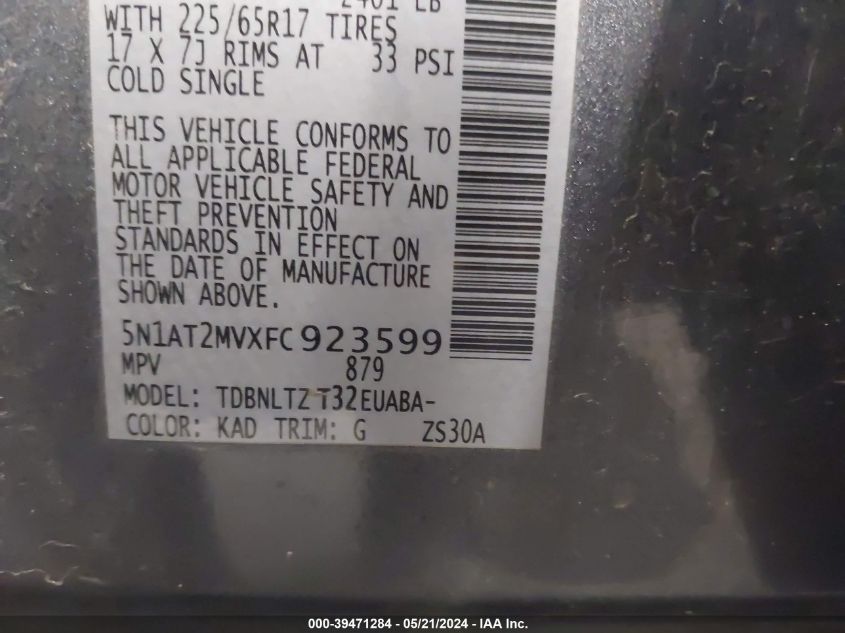 2401 LB
WITH 225/65R17 TIRES
17 X 7J RIMS AT 33 PSI
COLD SINGLE
THIS VEHICLE CONFORMS TO
ALL APPLICABLE FEDERAL
MOTOR VEHICLE SAFETY AND
THEFT PREVENTION
STANDARDS IN EFFECT ON
THE DATE OF MANUFACTURE
SHOWN ABOVE.
5N1AT2MVXFC923599
MPV 879
MODEL: TDBNLTZ T32EUABA-
COLOR: KAD TRIM: G ZS30A
000-39471284 - 05/21/2024 - IAA Inc.